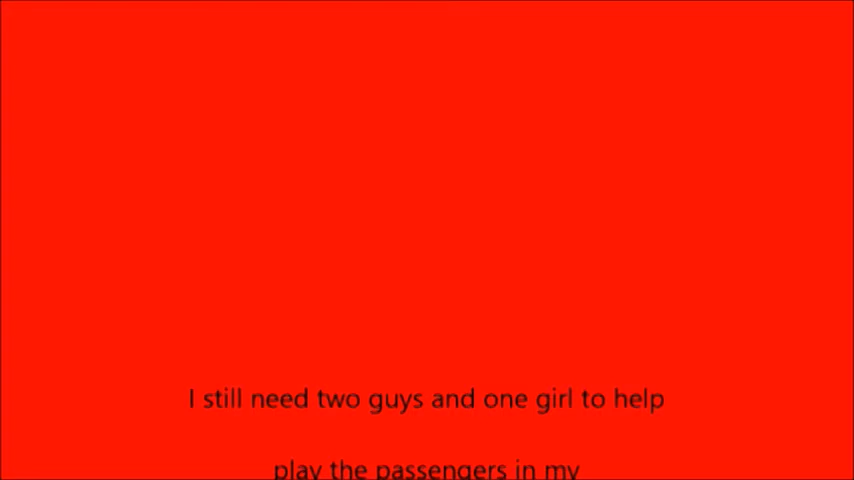 I still need two guys and one girl to help
play the passengers in my